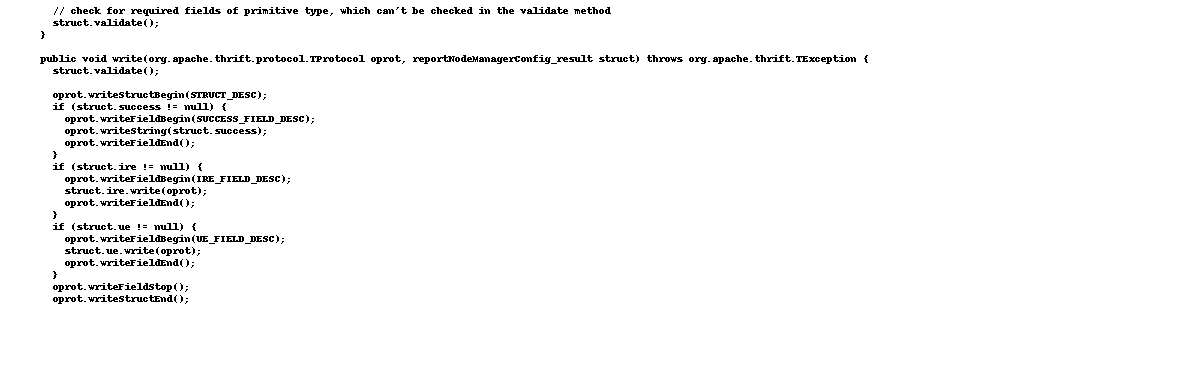 // check for required fields of primitive type, which can't be checked in the validate method
struct.validate();
}
public void write(org.apache.thrift.protocol.TProtocol oprot, reportNodeManagerConfig_result struct) throws org.apache.thrift.TException {
struct.validate();
oprot.writeStructBegin(STRUCT_DESC);
if (struct.success != null) {
oprot.writeFieldBegin(SUCCESS_FIELD_DESC);
oprot.writeString(struct.success);
oprot.writeFieldEnd();
}
if (struct.ire != null) {
oprot.writeFieldBegin(IRE_FIELD_DESC);
struct.ire.write(oprot);
oprot.writeFieldEnd();
}
if (struct.ue != null) {
oprot.writeFieldBegin(UE_FIELD_DESC);
struct.ue.write(oprot);
oprot.writeFieldEnd();
}
oprot.writeFieldStop();
oprot.writeStructEnd();